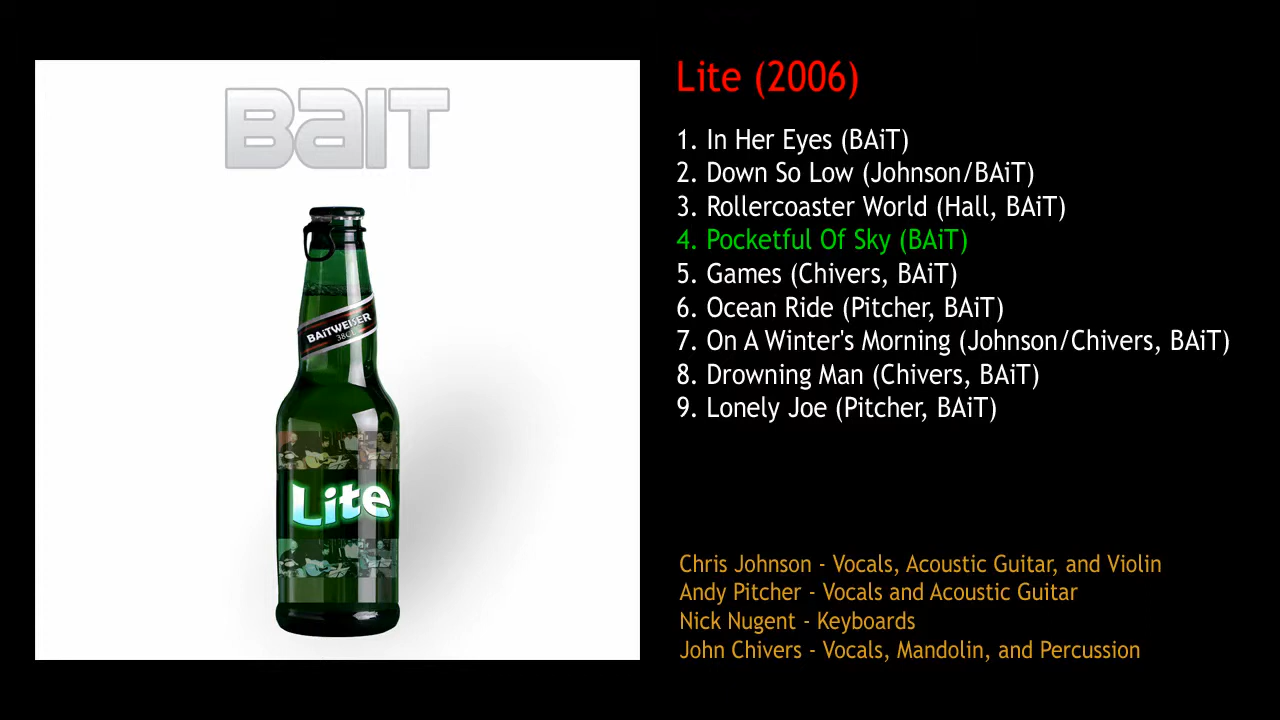 BaiT
BAiTWEISER
Lite
Lite (2006)
1. In Her Eyes (BAiT)
2. Down So Low (Johnson/BAiT)
3. Rollercoaster World (Hall, BAiT)
4. Pocketful Of Sky (BAiT)
5. Games (Chivers, BAiT)
6. Ocean Ride (Pitcher, BAiT)
7. On A Winter's Morning (Johnson/Chivers, BAiT)
8. Drowning Man (Chivers, BAiT)
9. Lonely Joe (Pitcher, BAiT)
Chris Johnson - Vocals, Acoustic Guitar, and Violin
Andy Pitcher - Vocals and Acoustic Guitar
Nick Nugent - Keyboards
John Chivers - Vocals, Mandolin, and Percussion